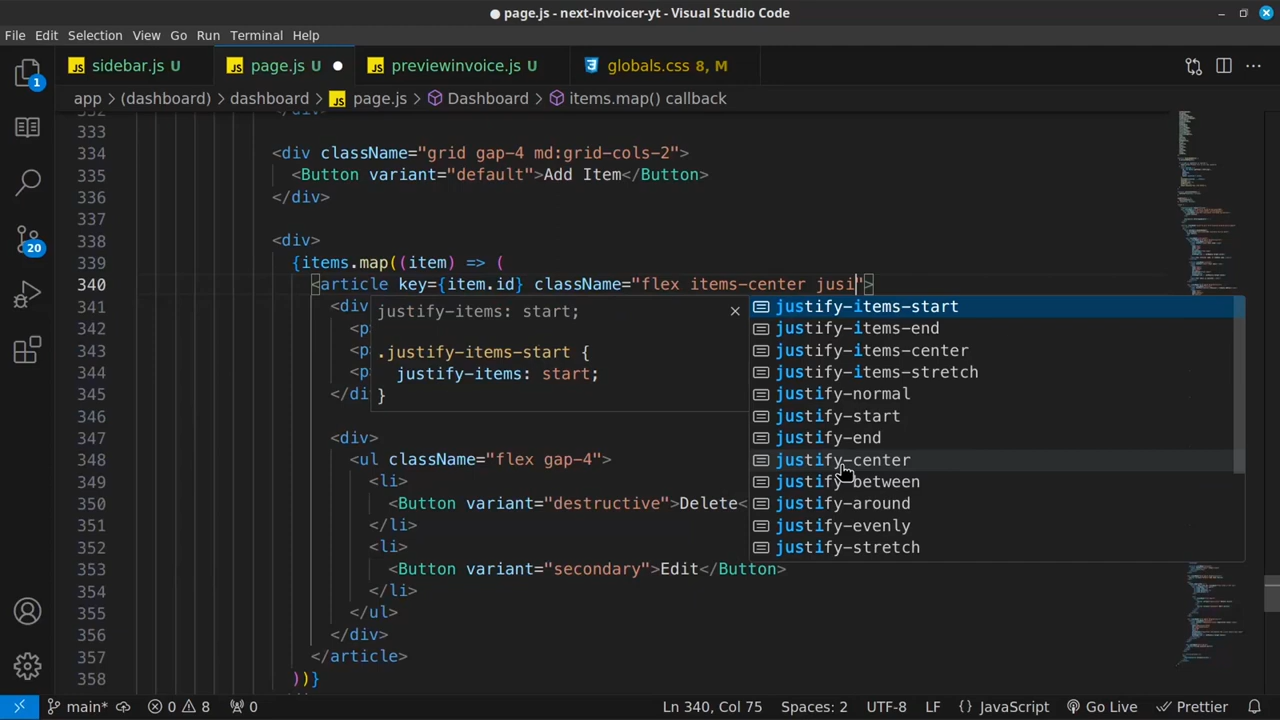 page.js - next-invoicer-yt - Visual Studio Code
File Edit Selection View Go Run Terminal Help
JS sidebar.js U JS page.js U JS previewinvoice.js U globals.css 8, M
1
app > (dashboard) > dashboard > JS page.js > Dashboard > items.map() callback
333
334 <div className="grid gap-4 md:grid-cols-2">
335 <Button variant="default">Add Item</Button>
336 </div>
337
338 <div>
339 {items.map((item) => (
340 <article key={item.id} className="flex items-center jusi">
341 <div
342 <p
343 <p
344 <p
345 </di
346
347 <div>
348 <ul className="flex gap-4">
349 <li>
350 <Button variant="destructive">Delete<
351 </li>
352 <li>
353 <Button variant="secondary">Edit</Button>
354 </li>
355 </ul>
356 </div>
357 </article>
358 ))}
justify-items: start;
.justify-items-start {
justify-items: start;
}
justify-items-start
justify-items-end
justify-items-center
justify-items-stretch
justify-normal
justify-start
justify-end
justify-center
justify-between
justify-around
justify-evenly
justify-stretch
20
main* 0 8 0 Ln 340, Col 75 Spaces: 2 UTF-8 LF {} JavaScript Go Live Prettier